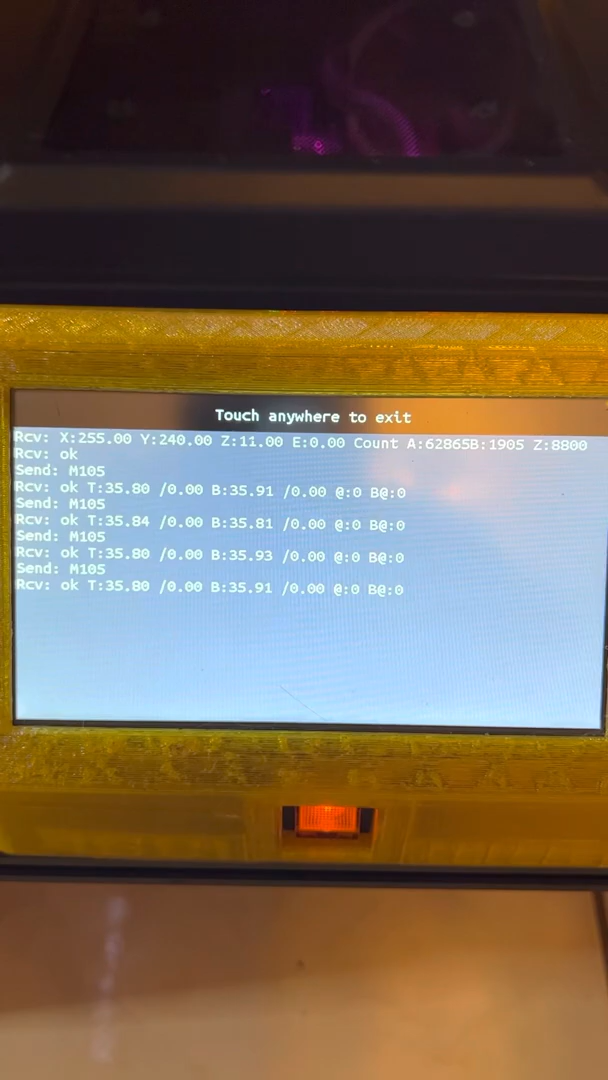 Touch anywhere to exit
Rcv: X:255.00 Y:240.00 Z:11.00 E:0.00 Count A:62865B:1905 Z:8800
Rcv: ok
Send: M105
Rcv: ok T:35.80 /0.00 B:35.91 /0.00 @:0 B@:0
Send: M105
Rcv: ok T:35.84 /0.00 B:35.81 /0.00 @:0 B@:0
Send: M105
Rcv: ok T:35.80 /0.00 B:35.93 /0.00 @:0 B@:0
Send: M105
Rcv: ok T:35.80 /0.00 B:35.91 /0.00 @:0 B@:0